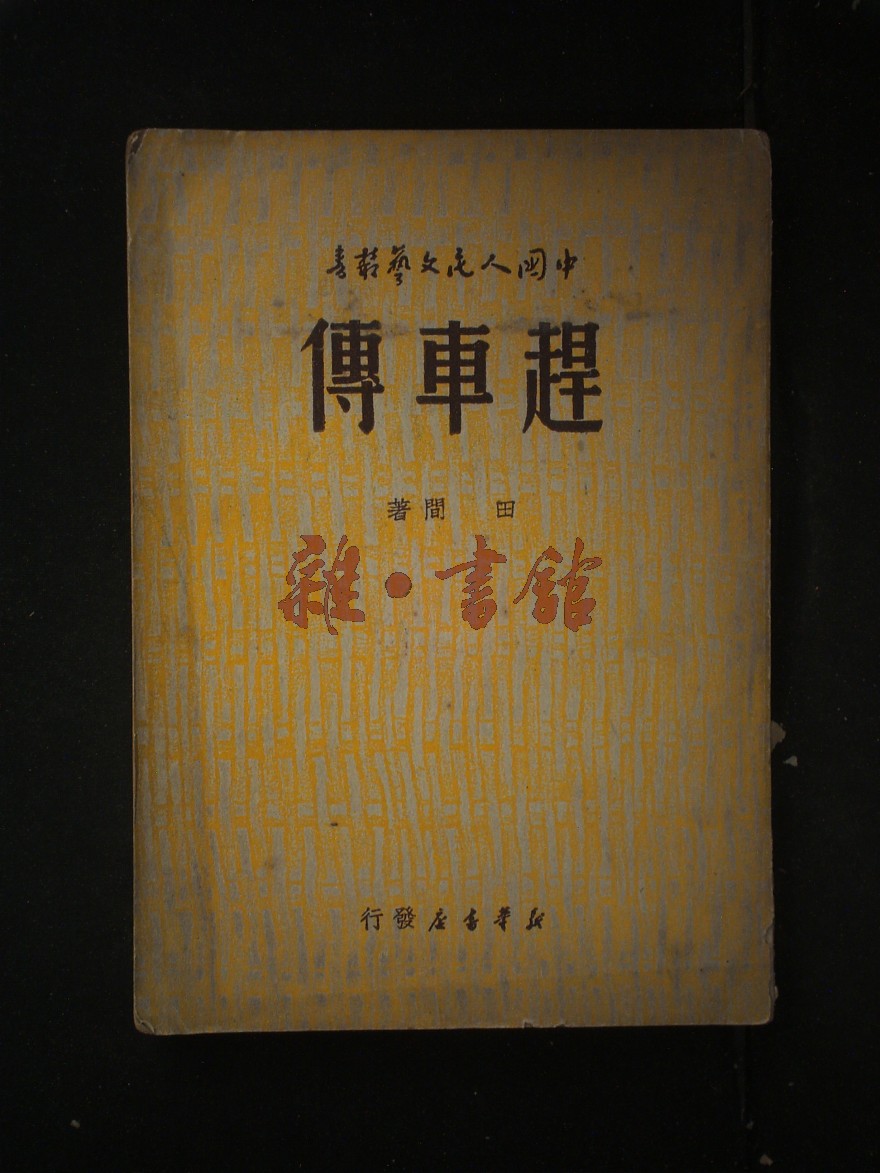 中國人民文藝叢書
趕車傳
田間著
雜·書館
新華書店發行